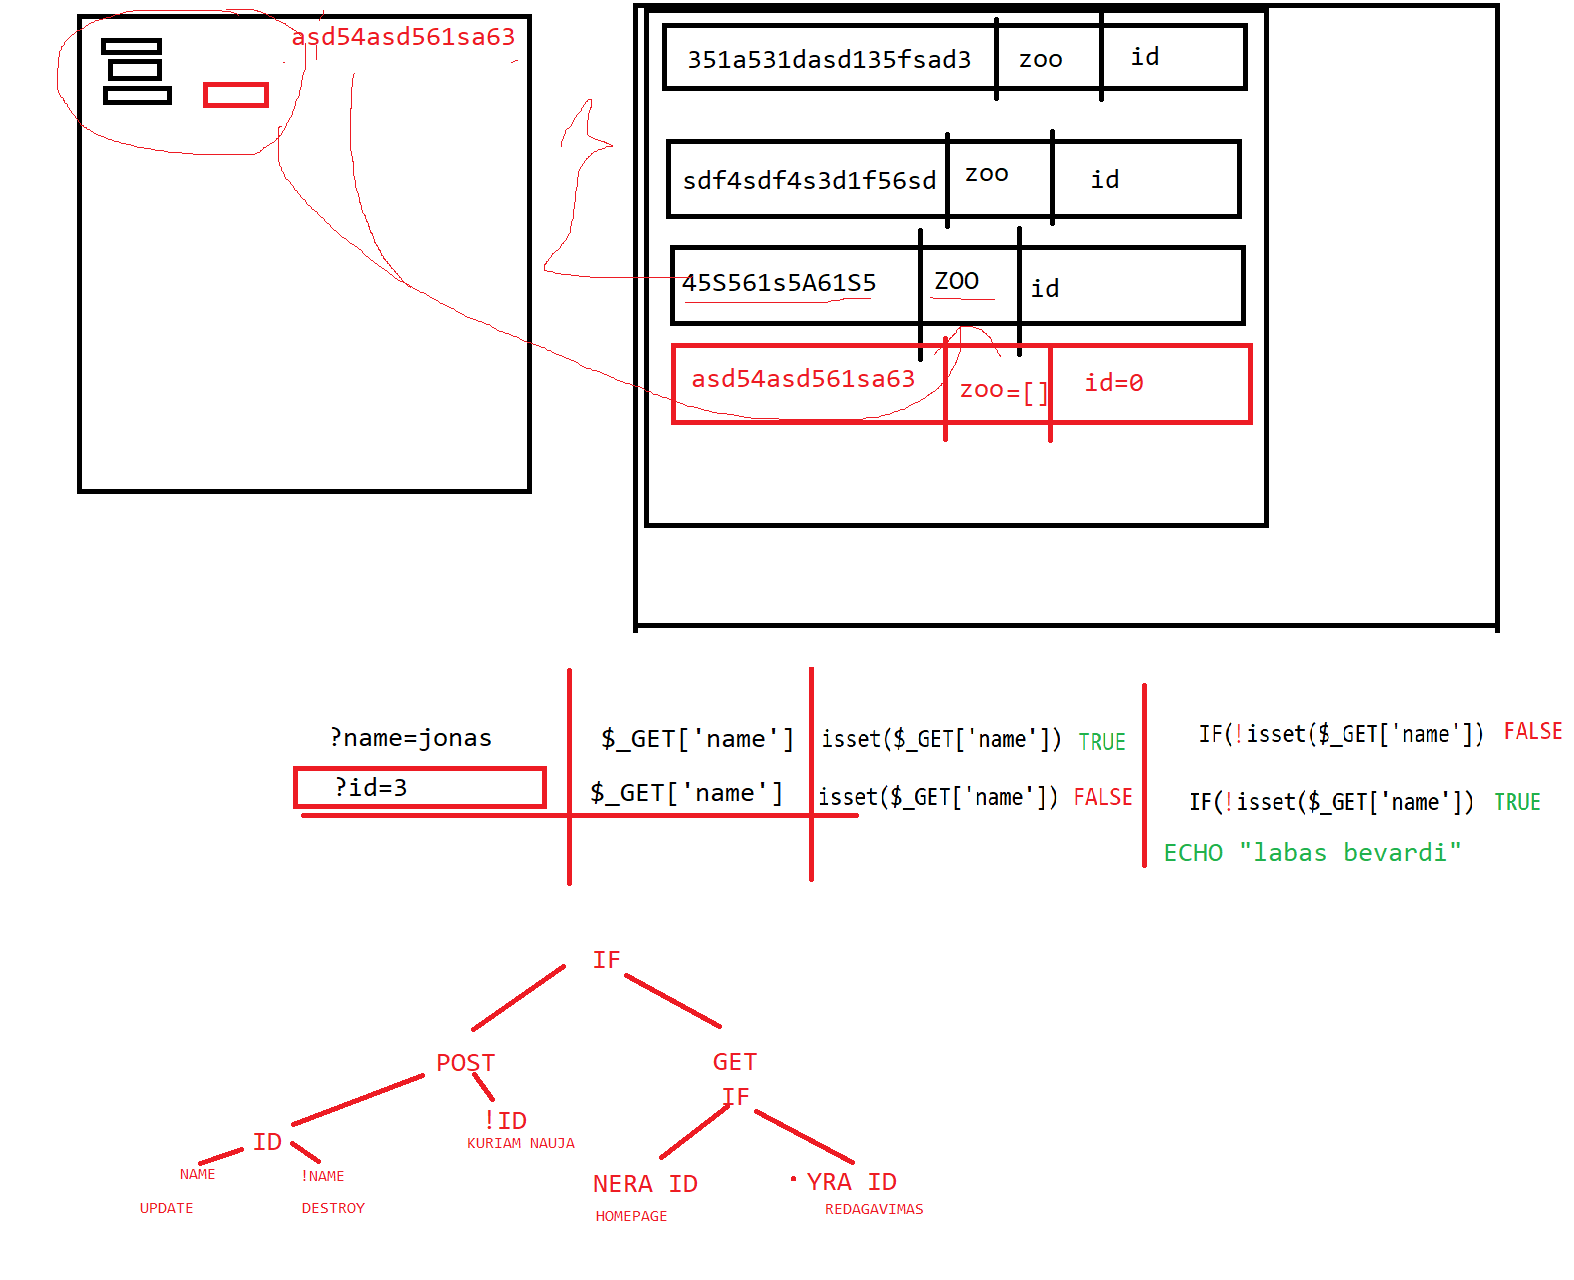 asd54asd561sa63
351a531dasd135fsad3 zoo id
sdf4sdf4s3d1f56sd zoo id
45S561s5A61S5 ZOO id
asd54asd561sa63 zoo=[] id=0
?name=jonas $_GET['name'] isset($_GET['name']) TRUE IF(!isset($_GET['name']) FALSE
?id=3 $_GET['name'] isset($_GET['name']) FALSE IF(!isset($_GET['name']) TRUE
ECHO "labas bevardi"
IF
POST GET
IF
!ID
KURIAM NAUJA
ID
NAME !NAME
NERA ID YRA ID
UPDATE DESTROY
HOMEPAGE REDAGAVIMAS